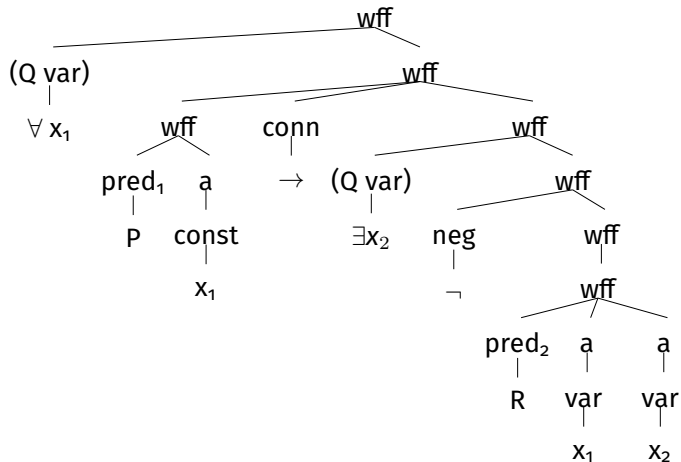 wff
(Q var) wff
∀ x₁ wff conn wff
pred₁ a → (Q var) wff
P const ∃x₂ neg wff
x₁ ¬ wff
pred₂ a a
R var var
x₁ x₂